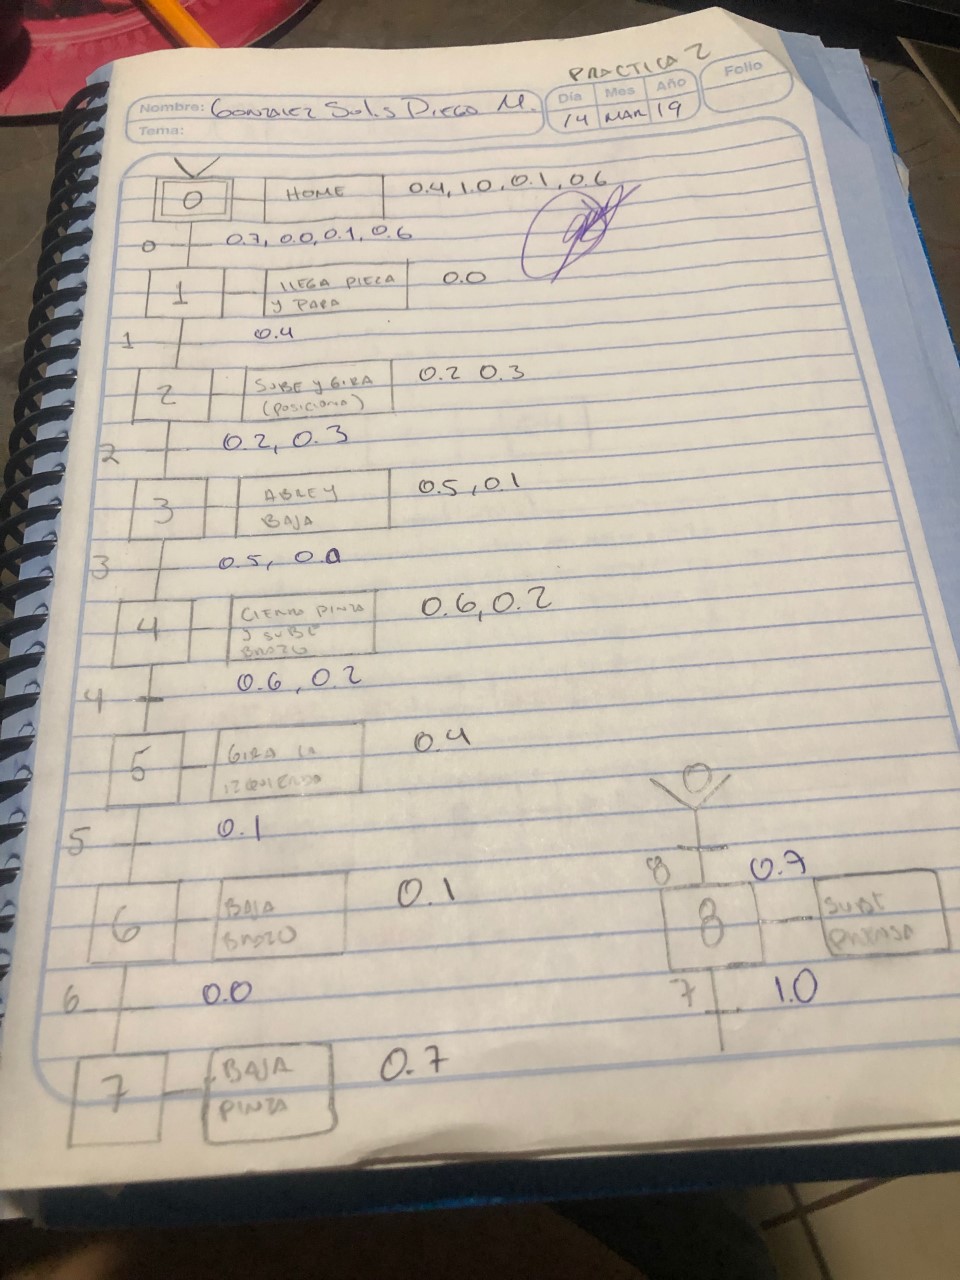 PRACTICA 2
Nombre: GONZALEZ Solis DIEGO M.
Día Mes Año Folio
14 MAR 19
Tema:
0 HOME 0.4, 1.0, 0.1, 0.6
0 0.7, 0.0, 0.1, 0.6
1 LLEGA PIEZA 0.0
y PARA
1 0.4
2 SUBE y GIRA 0.2 0.3
(posiciona)
2 0.2, 0.3
3 ABRE Y 0.5, 0.1
BAJA
3 0.5, 0.0
4 CIERRA PINZA 0.6, 0.2
y SUBE
BRAZO
4 0.6, 0.2
5 GIRA LA 0.4
IZQUIERDO
5 0.1
6 BAJA 0.1
BRAZO
6 0.0
7 BAJA 0.7
PINZA
0
8 0.7
8 SUBE
7 1.0